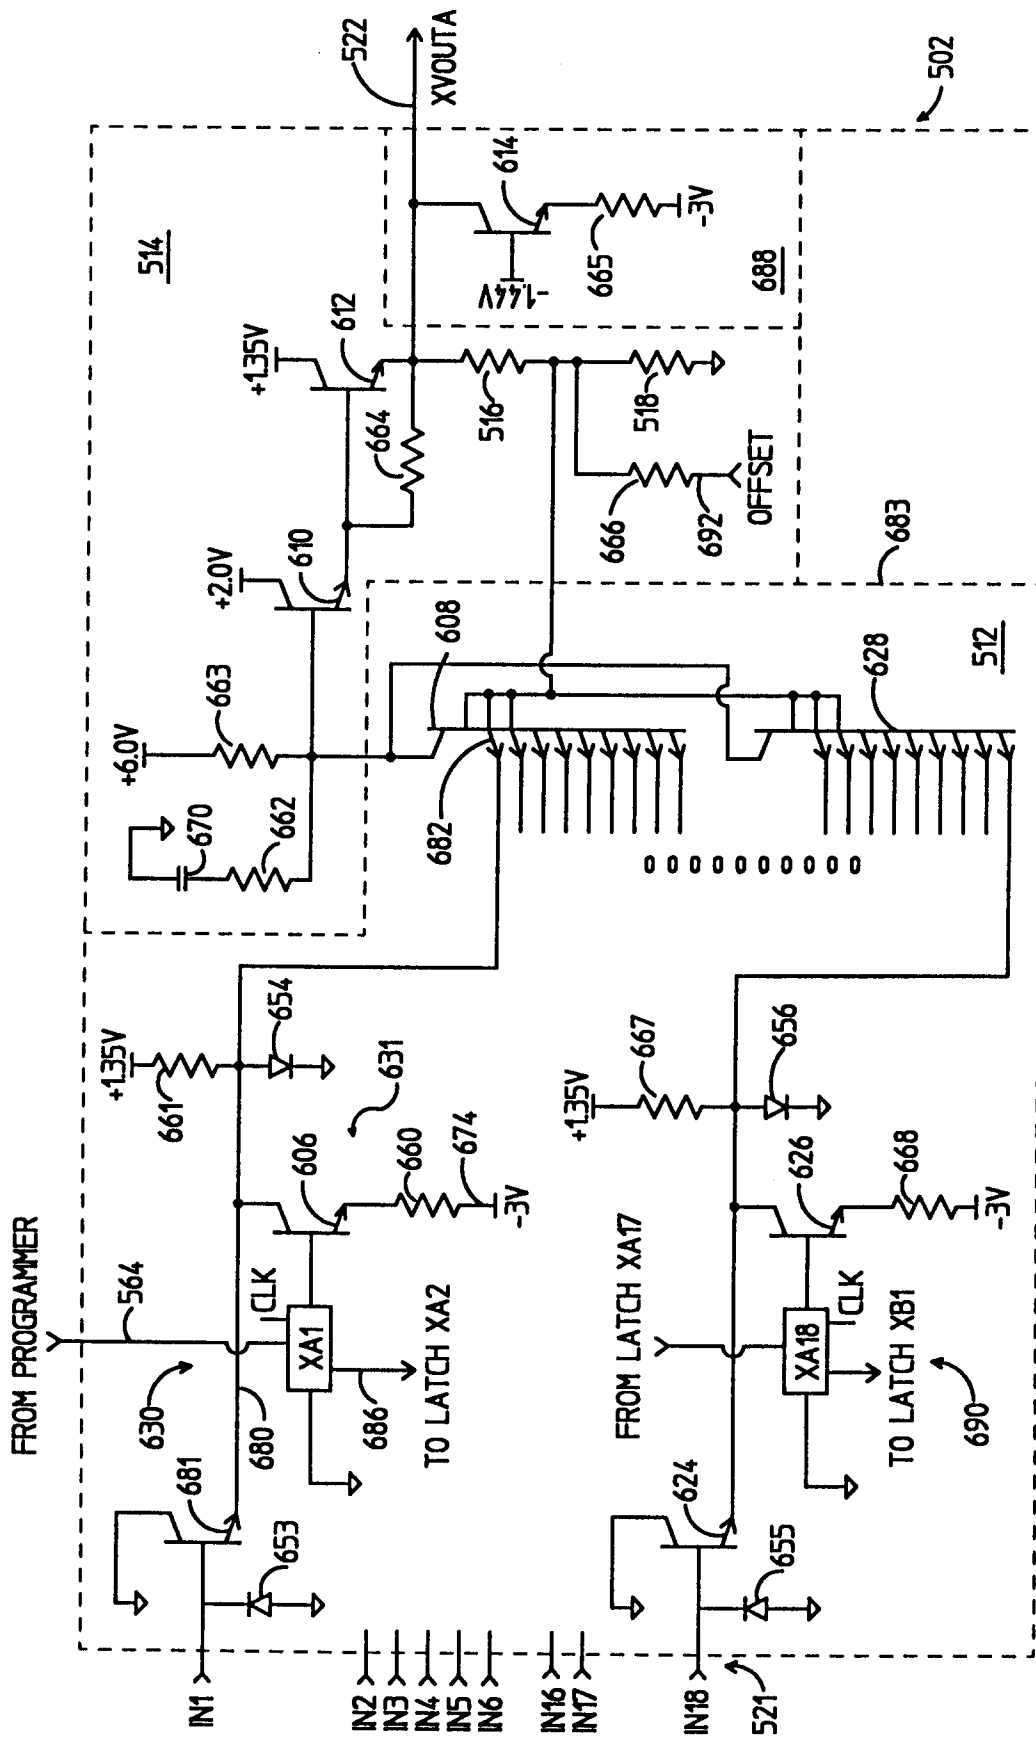 FROM PROGRAMMER
564
630
CLK
XA1
680
686
TO LATCH XA2
681
653
IN1
IN2
IN3
IN4
IN5
IN6
IN16
IN17
IN18
521
+1.35V
661
654
631
606
660
674
-3V
+6.0V
670
662
663
+2.0V
610
514
+1.35V
612
664
522
XVOUTA
614
-1.44V
665
-3V
688
516
518
666
692
OFFSET
502
683
608
682
512
628
o o o o o o o o o o
FROM LATCH XA17
+1.35V
667
656
626
668
-3V
XA18
CLK
TO LATCH XB1
690
624
655